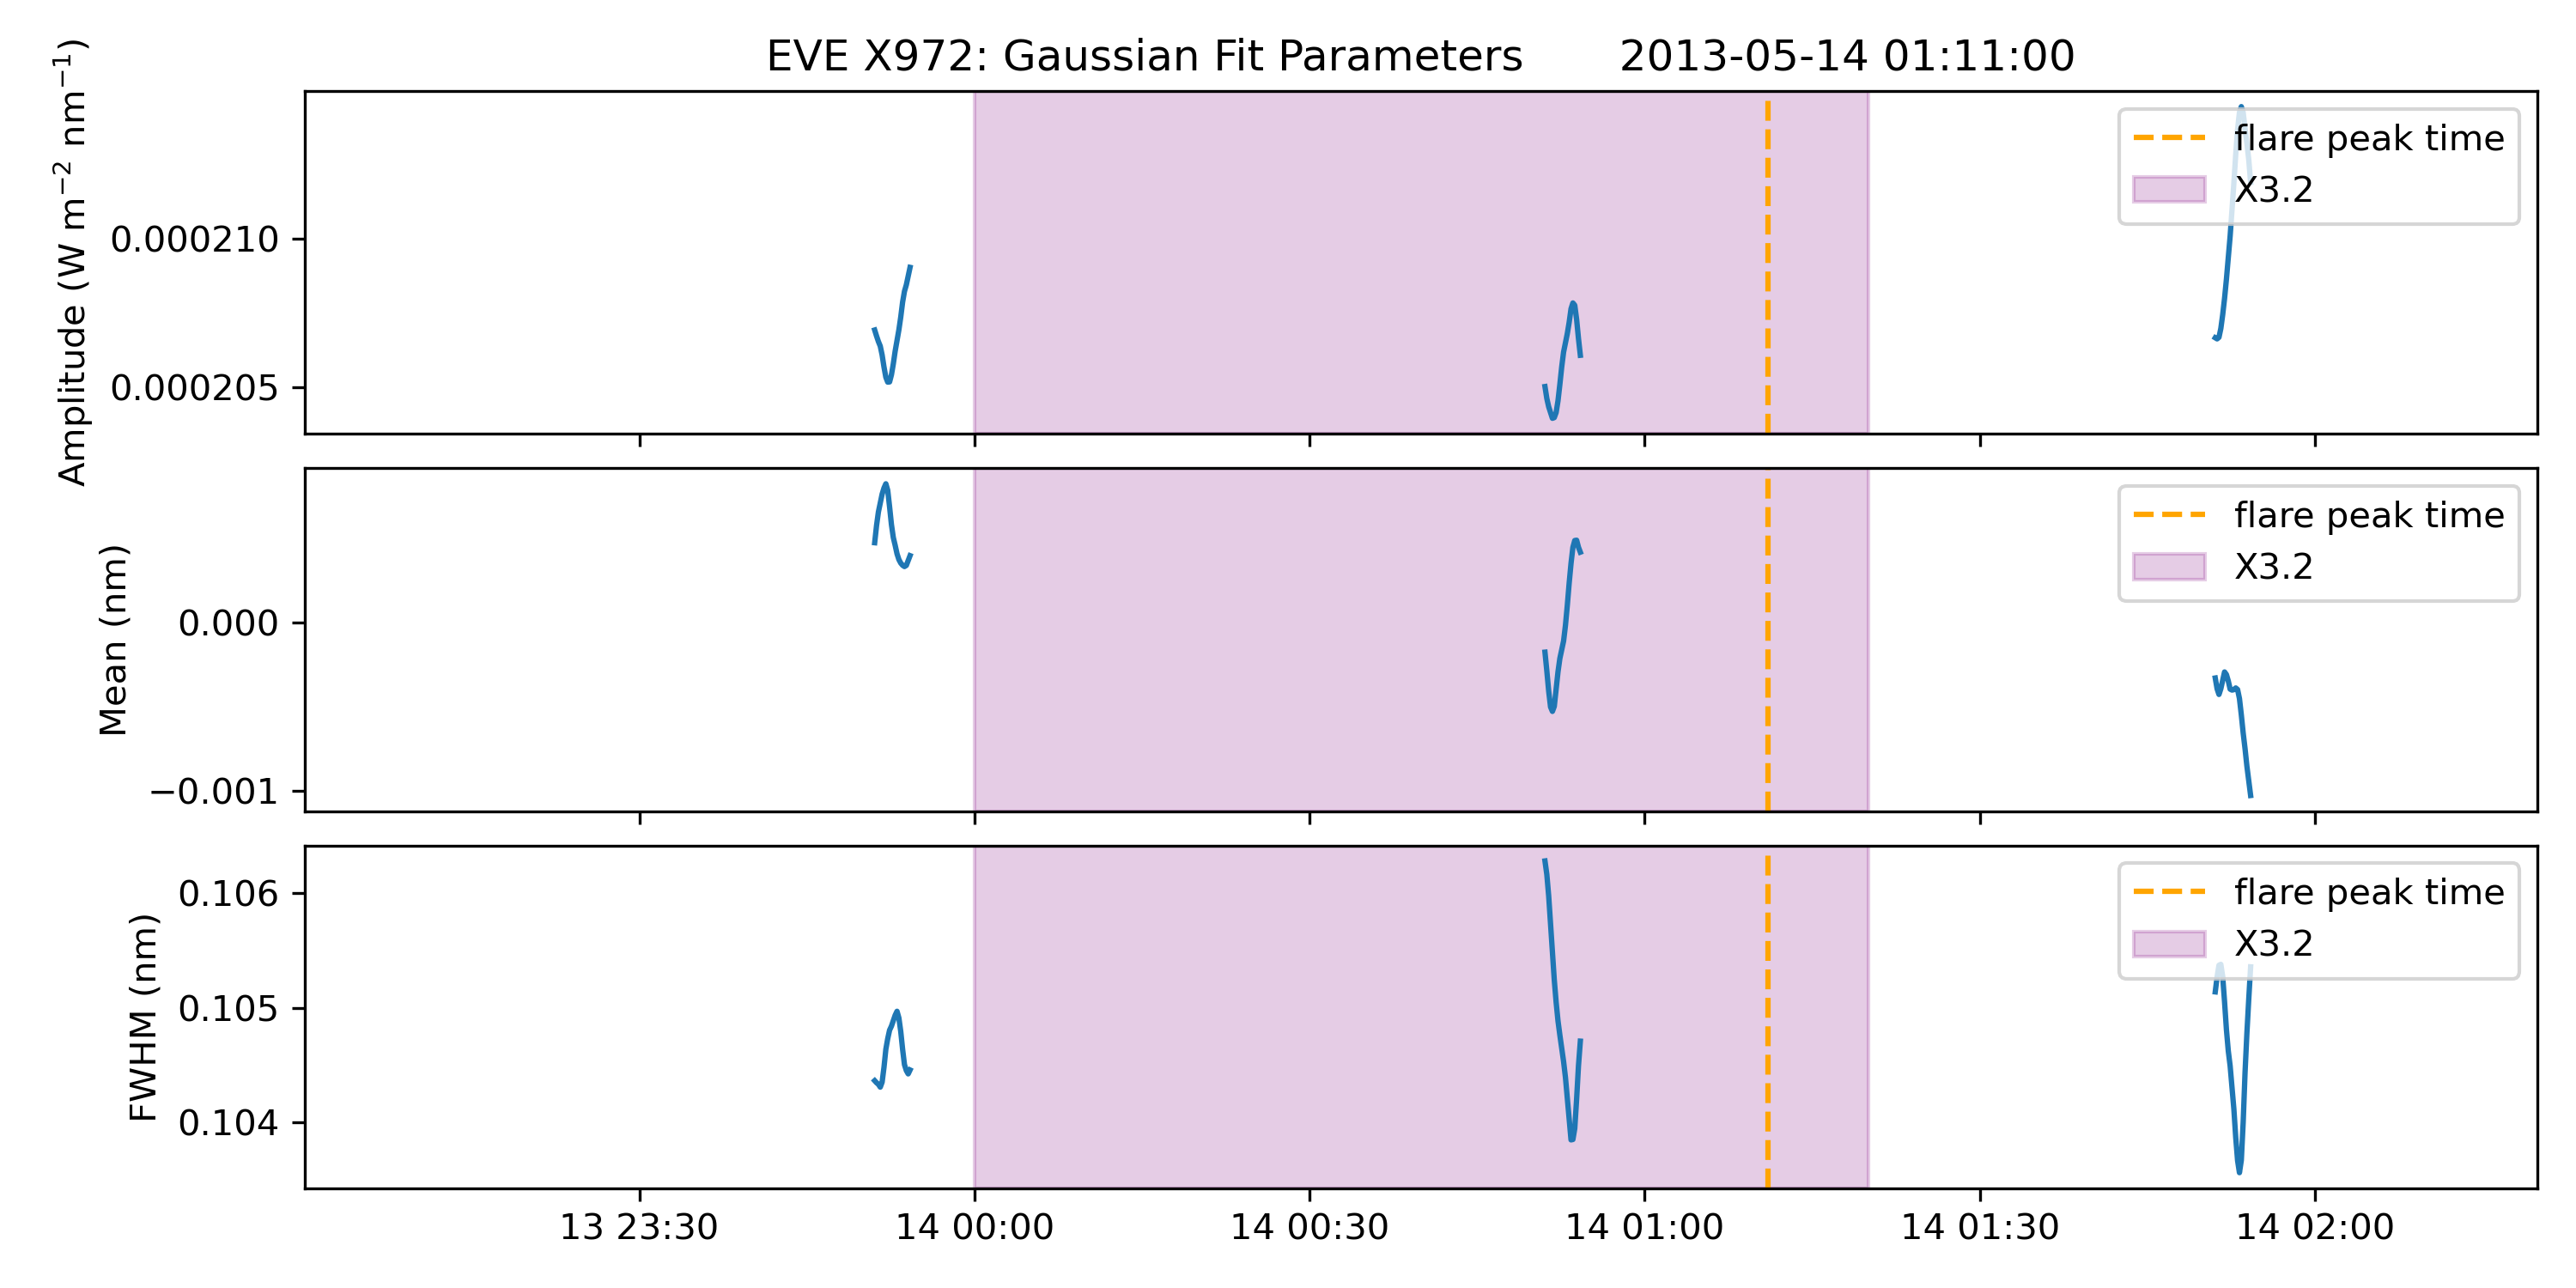 EVE X972: Gaussian Fit Parameters 2013-05-14 01:11:00
Amplitude (W m⁻² nm⁻¹)
0.000210
0.000205
flare peak time
X3.2
Mean (nm)
0.000
−0.001
flare peak time
X3.2
FWHM (nm)
0.106
0.105
0.104
flare peak time
X3.2
13 23:30 14 00:00 14 00:30 14 01:00 14 01:30 14 02:00